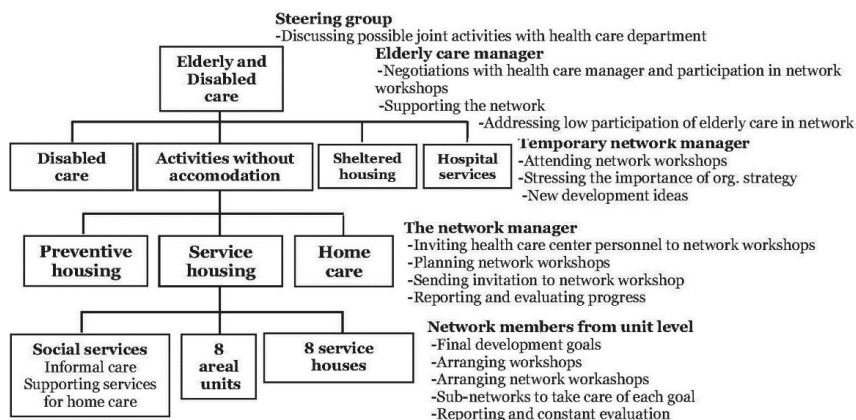 Steering group
-Discussing possible joint activities with health care department
Elderly care manager
-Negotiations with health care manager and participation in network
workshops
-Supporting the network
-Addressing low participation of elderly care in network
Elderly and
Disabled
care
Temporary network manager
-Attending network workshops
-Stressing the importance of org. strategy
-New development ideas
Disabled
care
Activities without
accomodation
Sheltered
housing
Hospital
services
The network manager
-Inviting health care center personnel to network workshops
-Planning network workshops
-Sending invitation to network workshop
-Reporting and evaluating progress
Preventive
housing
Service
housing
Home
care
Network members from unit level
-Final development goals
-Arranging workshops
-Arranging network workashops
-Sub-networks to take care of each goal
-Reporting and constant evaluation
Social services
Informal care
Supporting services
for home care
8
areal
units
8 service
houses